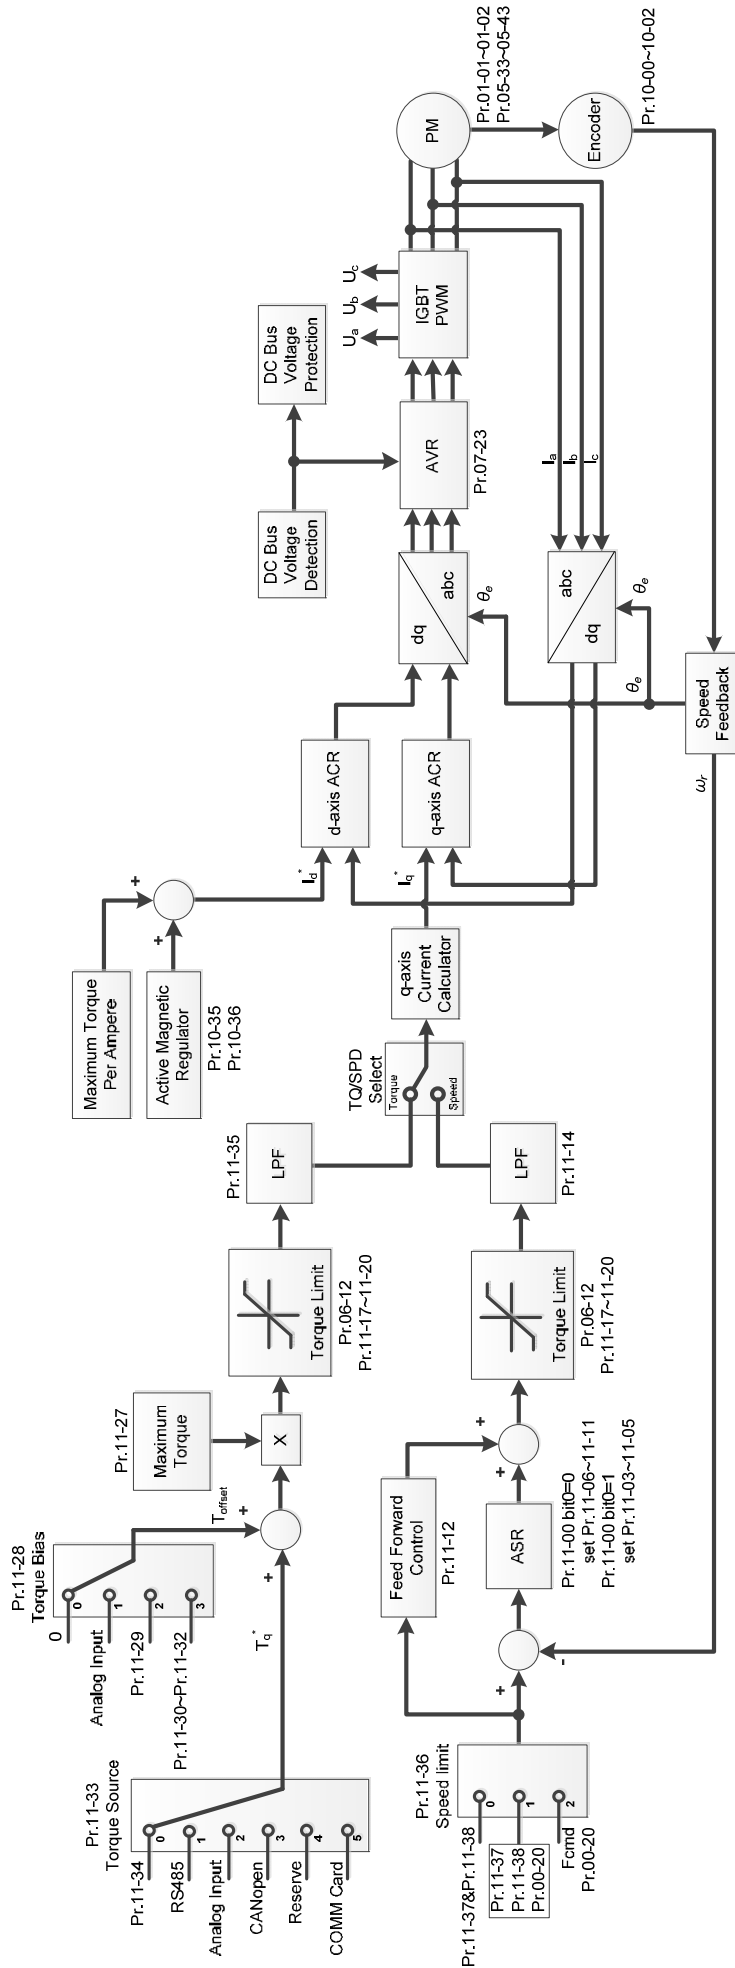 Pr.11-33
Torque Source
Pr.11-34
0
RS485
1
Analog Input
2
CANopen
3
Reserve
4
COMM Card
5
Tq*
+
Pr.11-28
Torque Bias
0
0
Analog Input
1
Pr.11-29
2
Pr.11-30~Pr.11-32
3
Toffset
+
Pr.11-27
Maximum
Torque
X
Torque Limit
Pr.06-12
Pr.11-17~11-20
Pr.11-35
LPF
Pr.11-36
Speed limit
Pr.11-37&Pr.11-38
0
Pr.11-37
Pr.11-38
Pr.00-20
1
Fcmd
Pr.00-20
2
+
-
Feed Forward
Control
Pr.11-12
ASR
Pr.11-00 bit0=0
set Pr.11-06~11-11
Pr.11-00 bit0=1
set Pr.11-03~11-05
+
+
Torque Limit
Pr.06-12
Pr.11-17~11-20
LPF
Pr.11-14
TQ/SPD
Select
Torque
Speed
q-axis
Current
Calculator
Maximum Torque
Per Ampere
Active Magnetic
Regulator
Pr.10-35
Pr.10-36
+
+
Id*
Iq*
d-axis ACR
q-axis ACR
dq
abc
θe
DC Bus
Voltage
Detection
DC Bus
Voltage
Protection
AVR
Pr.07-23
IGBT
PWM
Ua
Ub
Uc
PM
Pr.01-01~01-02
Pr.05-33~05-43
Encoder
Pr.10-00~10-02
Ia
Ib
Ic
abc
dq
θe
θe
Speed
Feedback
ωr